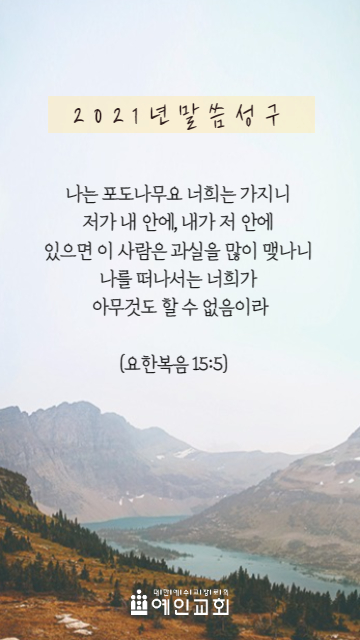 2021년말씀성구
나는 포도나무요 너희는 가지니
저가 내 안에, 내가 저 안에
있으면 이 사람은 과실을 많이 맺나니
나를 떠나서는 너희가
아무것도 할 수 없음이라
(요한복음 15:5)
예인교회